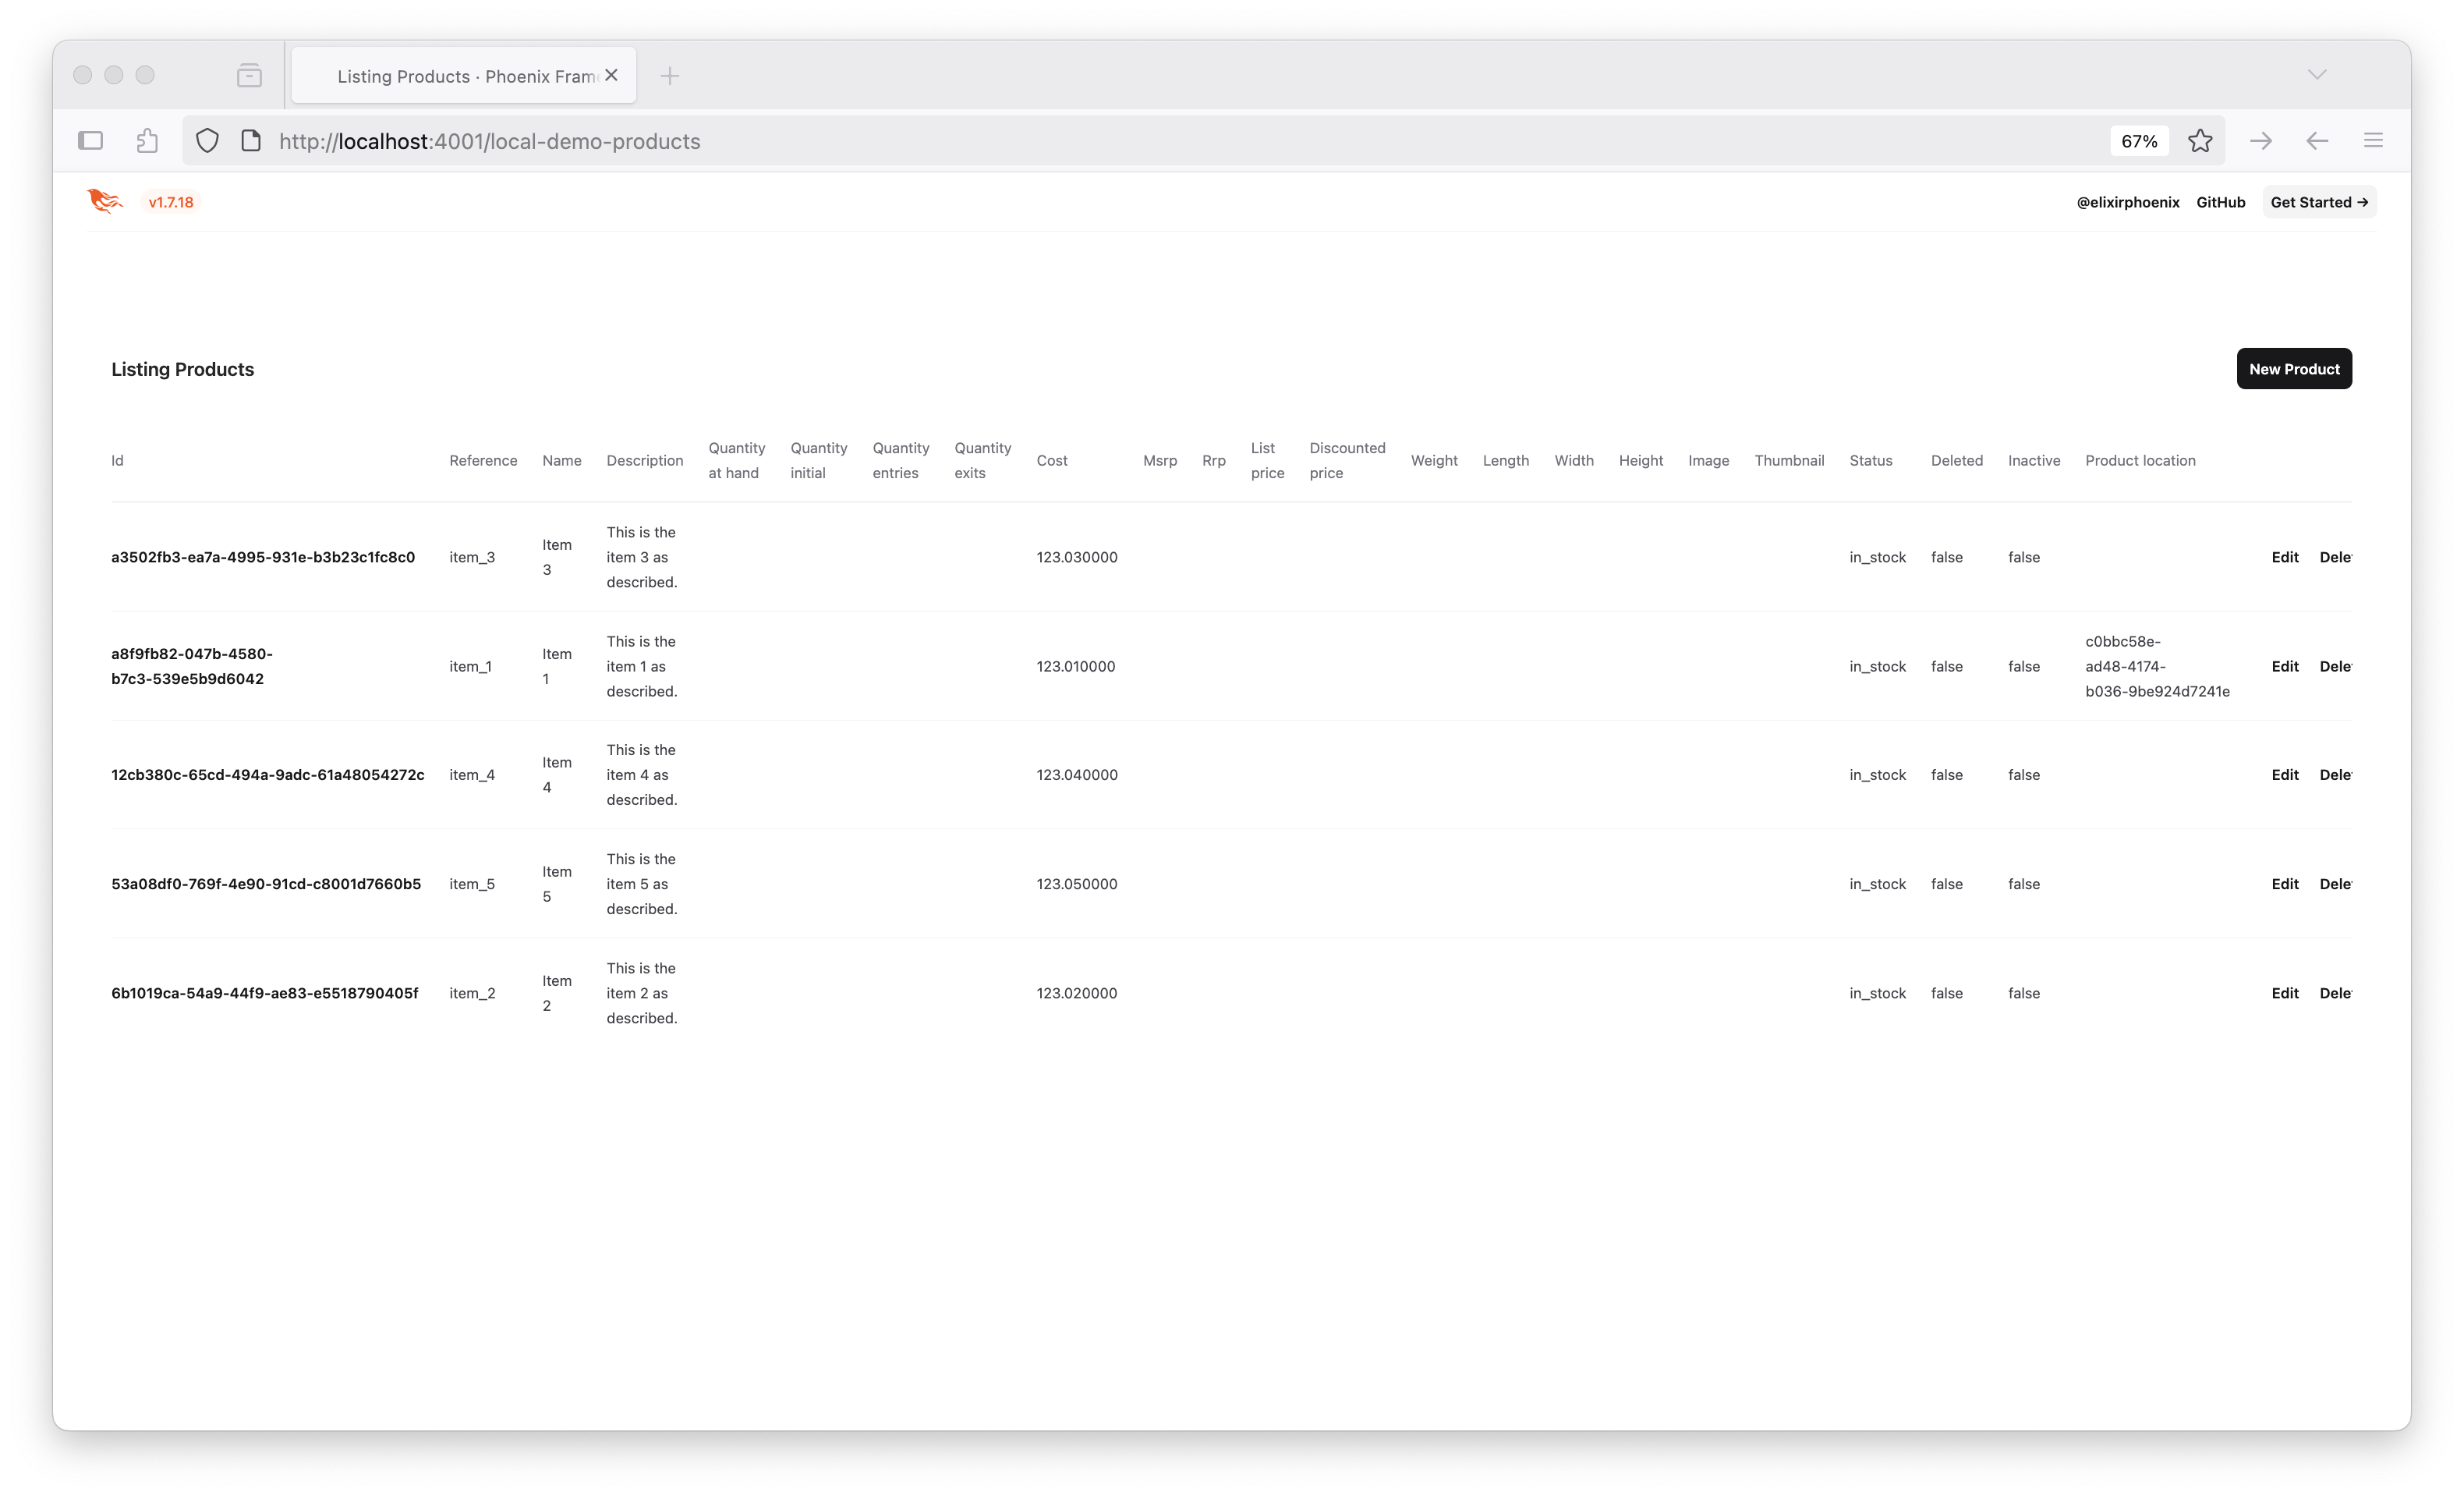 Listing Products · Phoenix Fram
http://localhost:4001/local-demo-products 67%
v1.7.18 @elixirphoenix GitHub Get Started →
Listing Products New Product
Id Reference Name Description Quantity at hand Quantity initial Quantity entries Quantity exits Cost Msrp Rrp List price Discounted price Weight Length Width Height Image Thumbnail Status Deleted Inactive Product location
a3502fb3-ea7a-4995-931e-b3b23c1fc8c0 item_3 Item 3 This is the item 3 as described. 123.030000 in_stock false false Edit Dele
a8f9fb82-047b-4580-b7c3-539e5b9d6042 item_1 Item 1 This is the item 1 as described. 123.010000 in_stock false false c0bbc58e-ad48-4174-b036-9be924d7241e Edit Dele
12cb380c-65cd-494a-9adc-61a48054272c item_4 Item 4 This is the item 4 as described. 123.040000 in_stock false false Edit Dele
53a08df0-769f-4e90-91cd-c8001d7660b5 item_5 Item 5 This is the item 5 as described. 123.050000 in_stock false false Edit Dele
6b1019ca-54a9-44f9-ae83-e5518790405f item_2 Item 2 This is the item 2 as described. 123.020000 in_stock false false Edit Dele